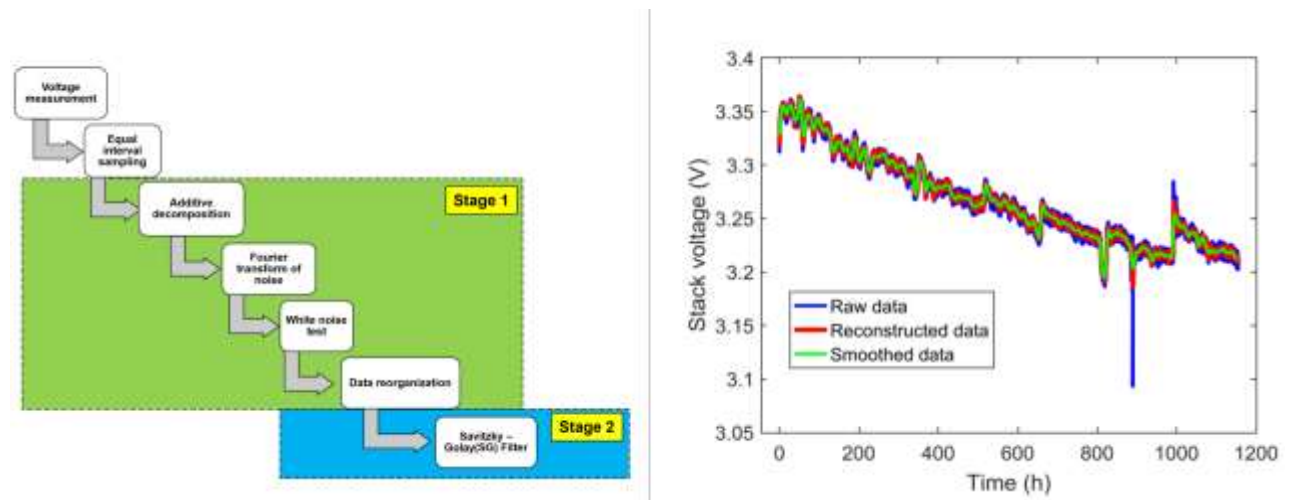 Voltage
measurement
Equal
interval
sampling
Stage 1
Additive
decomposition
Fourier
transform of
noise
White noise
test
Data reorganization
Stage 2
Savitzky –
Golay(SG) Filter
3.4
3.35
3.3
3.25
3.2
3.15
3.1
3.05
Stack voltage (V)
Raw data
Reconstructed data
Smoothed data
0
200
400
600
800
1000
1200
Time (h)